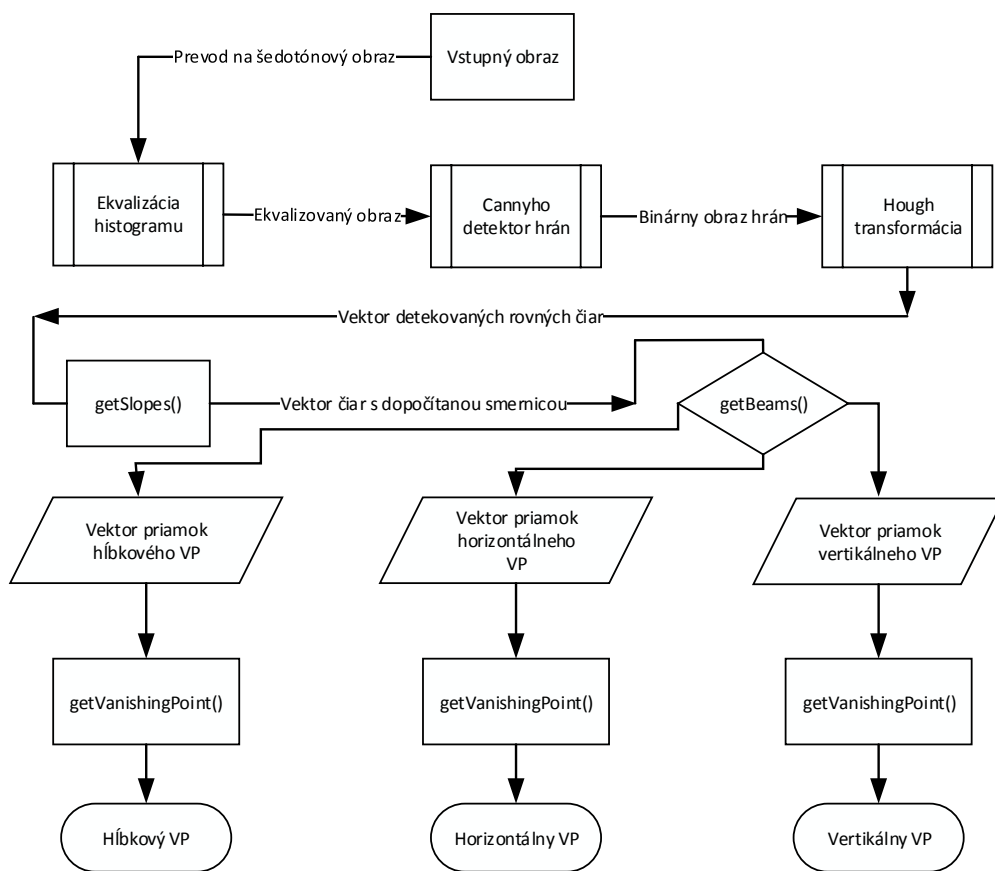 Prevod na šedotónový obraz
Vstupný obraz
Ekvalizácia
histogramu
Ekvalizovaný obraz
Cannyho
detektor hrán
Binárny obraz hrán
Hough
transformácia
Vektor detekovaných rovných čiar
getSlopes()
Vektor čiar s dopočítanou smernicou
getBeams()
Vektor priamok
hĺbkového VP
Vektor priamok
horizontálneho
VP
Vektor priamok
vertikálneho VP
getVanishingPoint()
getVanishingPoint()
getVanishingPoint()
Hĺbkový VP
Horizontálny VP
Vertikálny VP